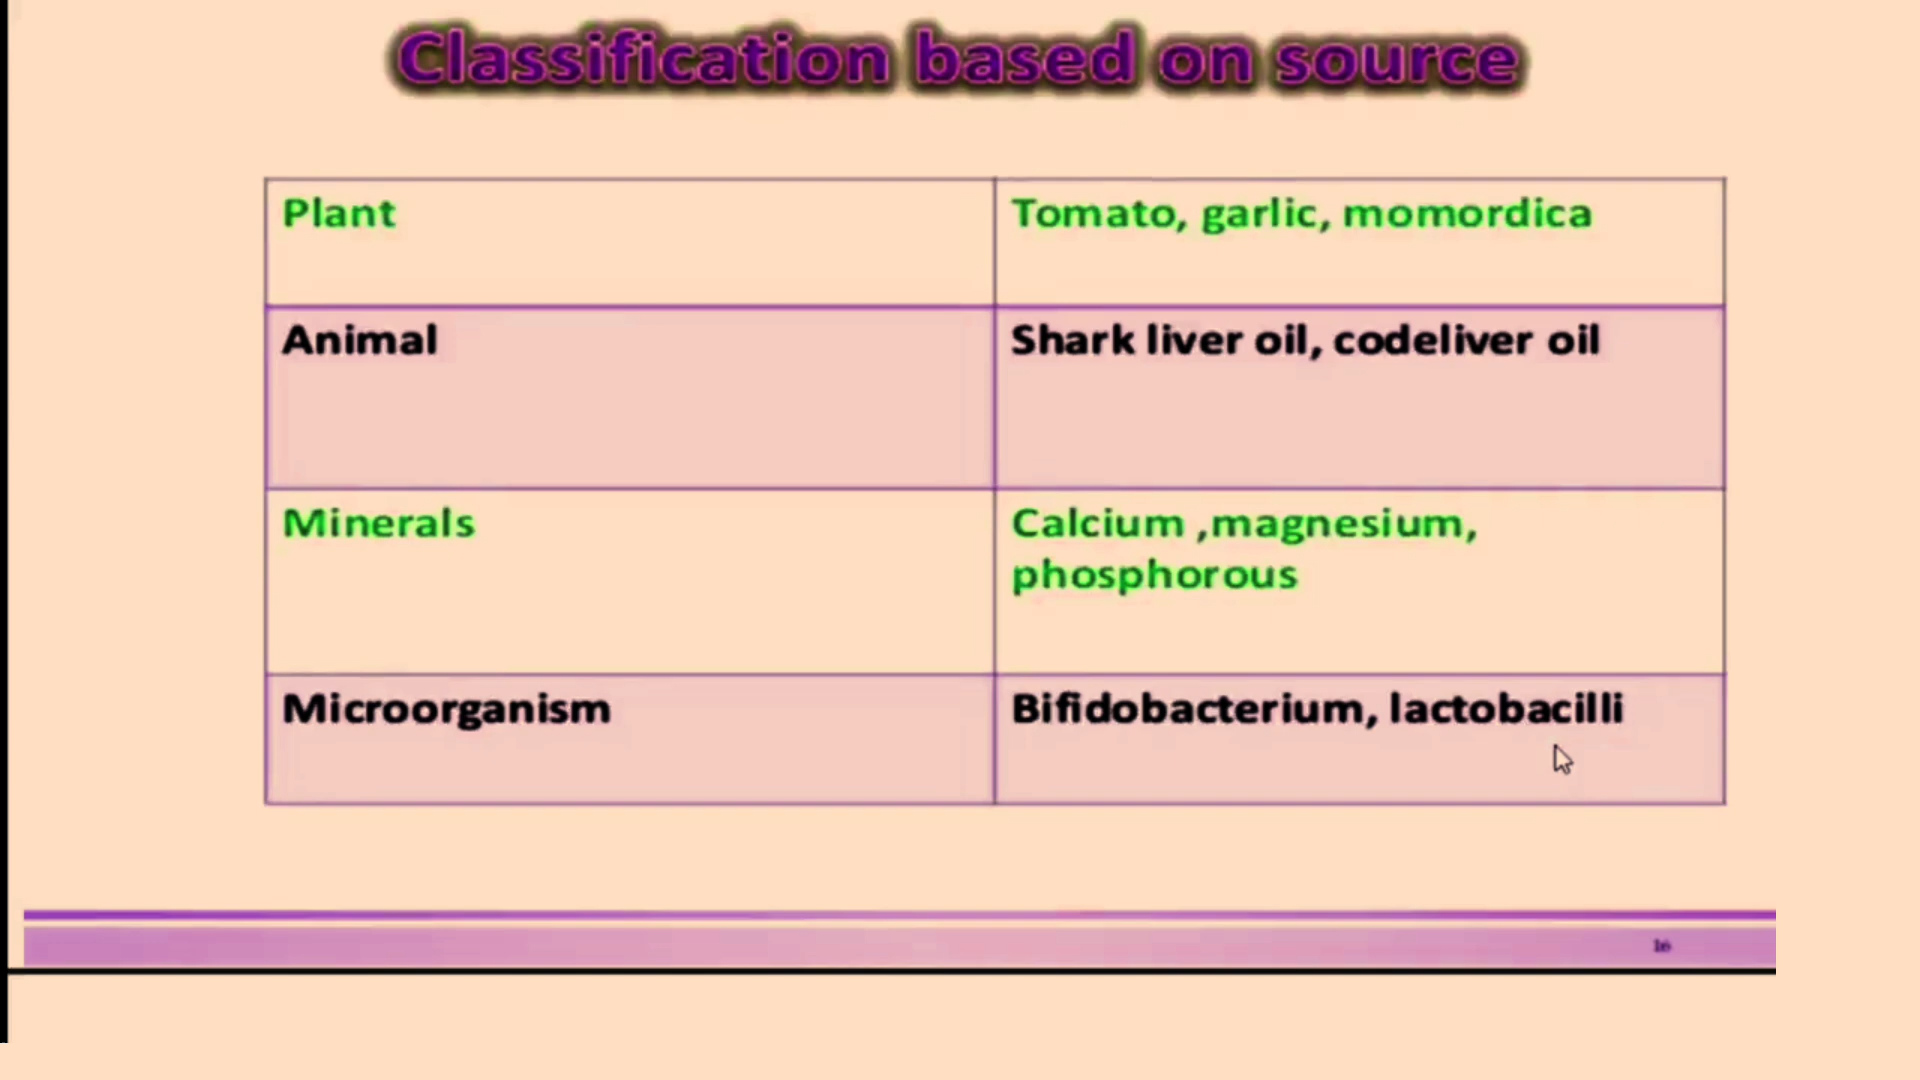 Classification based on source
Plant
Tomato, garlic, momordica
Animal
Shark liver oil, codeliver oil
Minerals
Calcium ,magnesium,
phosphorous
Microorganism
Bifidobacterium, lactobacilli
16